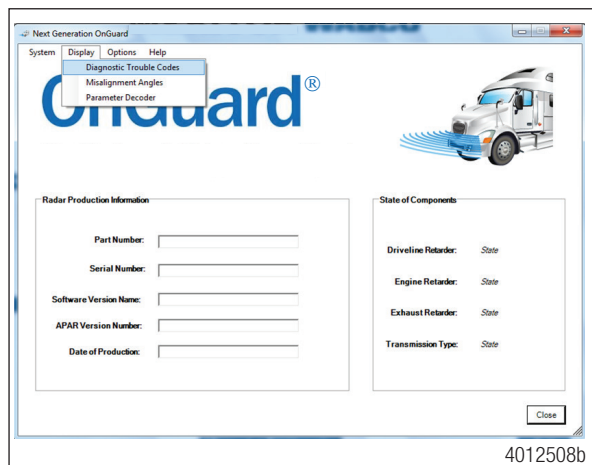 Next Generation OnGuard
System Display Options Help
Diagnostic Trouble Codes
Misalignment Angles
Parameter Decoder
OnGuard®
Radar Production Information
Part Number:
Serial Number:
Software Version Name:
APAR Version Number:
Date of Production:
State of Components
Driveline Retarder: State
Engine Retarder: State
Exhaust Retarder: State
Transmission Type: State
Close
4012508b